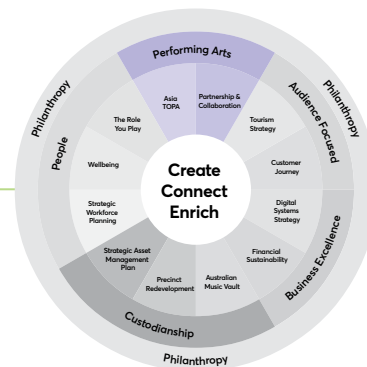 Performing Arts
Philanthropy
Philanthropy
Asia
TOPA
Partnership &
Collaboration
Audience Focused
People
The Role
You Play
Tourism
Strategy
Wellbeing
Customer
Journey
Create
Connect
Enrich
Strategic
Workforce
Planning
Digital
Systems
Strategy
Business Excellence
Strategic Asset
Management
Plan
Financial
Sustainability
Precinct
Redevelopment
Australian
Music Vault
Custodianship
Philanthropy